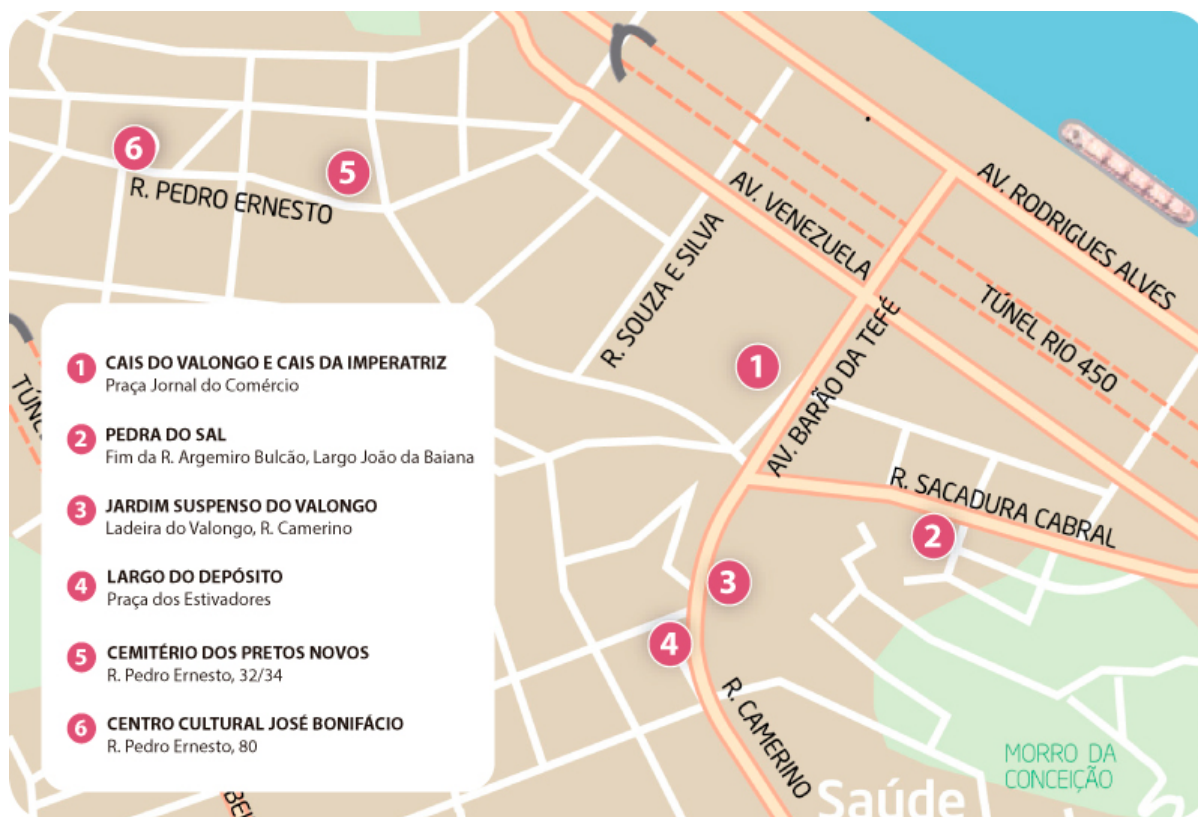 6
5
R. PEDRO ERNESTO
AV. VENEZUELA
AV. RODRIGUES ALVES
R. SOUZA E SILVA
TÚNEL RIO 450
1
AV. BARÃO DA TEFÉ
R. SACADURA CABRAL
2
3
4
R. CAMERINO
MORRO DA
CONCEIÇÃO
Saúde
1 CAIS DO VALONGO E CAIS DA IMPERATRIZ
Praça Jornal do Comércio
2 PEDRA DO SAL
Fim da R. Argemiro Bulcão, Largo João da Baiana
3 JARDIM SUSPENSO DO VALONGO
Ladeira do Valongo, R. Camerino
4 LARGO DO DEPÓSITO
Praça dos Estivadores
5 CEMITÉRIO DOS PRETOS NOVOS
R. Pedro Ernesto, 32/34
6 CENTRO CULTURAL JOSÉ BONIFÁCIO
R. Pedro Ernesto, 80